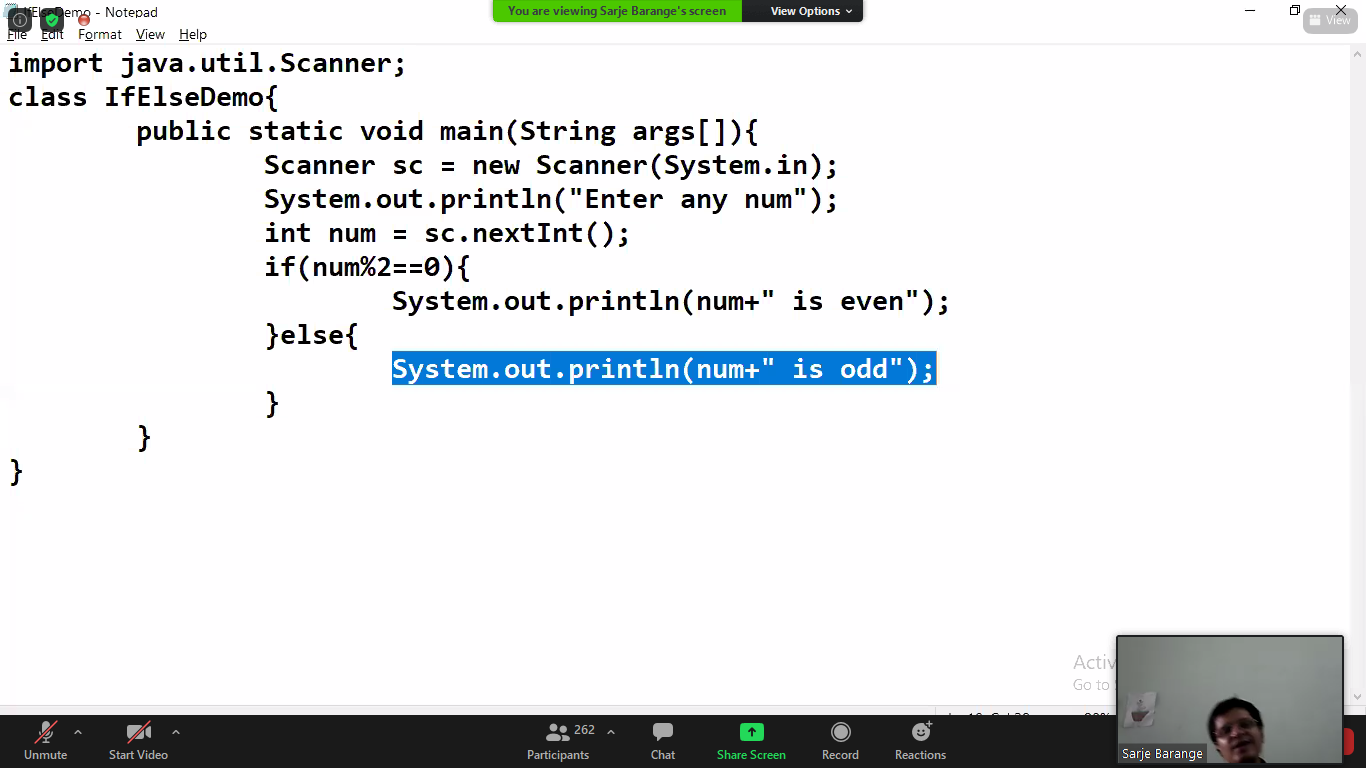 IfElseDemo - Notepad
You are viewing Sarje Barange's screen
View Options
View
File Edit Format View Help
import java.util.Scanner;
class IfElseDemo{
public static void main(String args[]){
Scanner sc = new Scanner(System.in);
System.out.println("Enter any num");
int num = sc.nextInt();
if(num%2==0){
System.out.println(num+" is even");
}else{
System.out.println(num+" is odd");
}
}
}
Go to
Sarje Barange
Unmute
Start Video
262
Participants
Chat
Share Screen
Record
Reactions